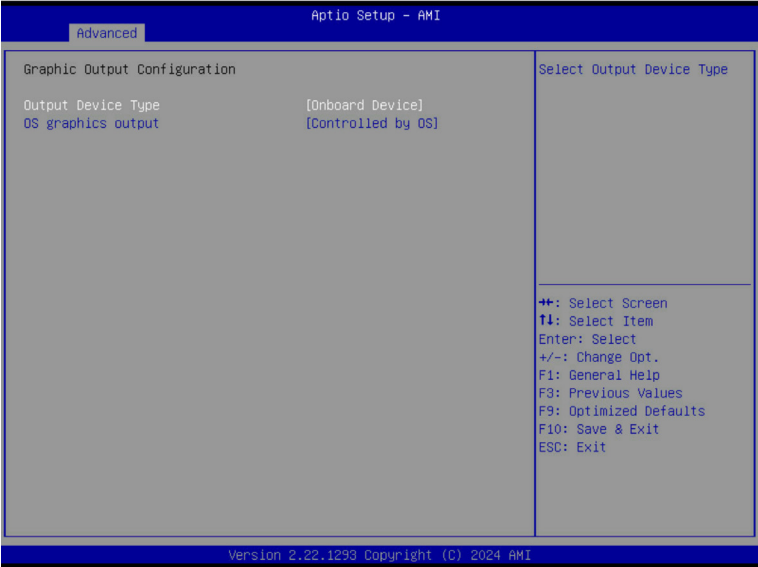 Aptio Setup – AMI
Advanced
Graphic Output Configuration
Output Device Type [Onboard Device]
OS graphics output [Controlled by OS]
Select Output Device Type
→←: Select Screen
↑↓: Select Item
Enter: Select
+/-: Change Opt.
F1: General Help
F3: Previous Values
F9: Optimized Defaults
F10: Save & Exit
ESC: Exit
Version 2.22.1293 Copyright (C) 2024 AMI